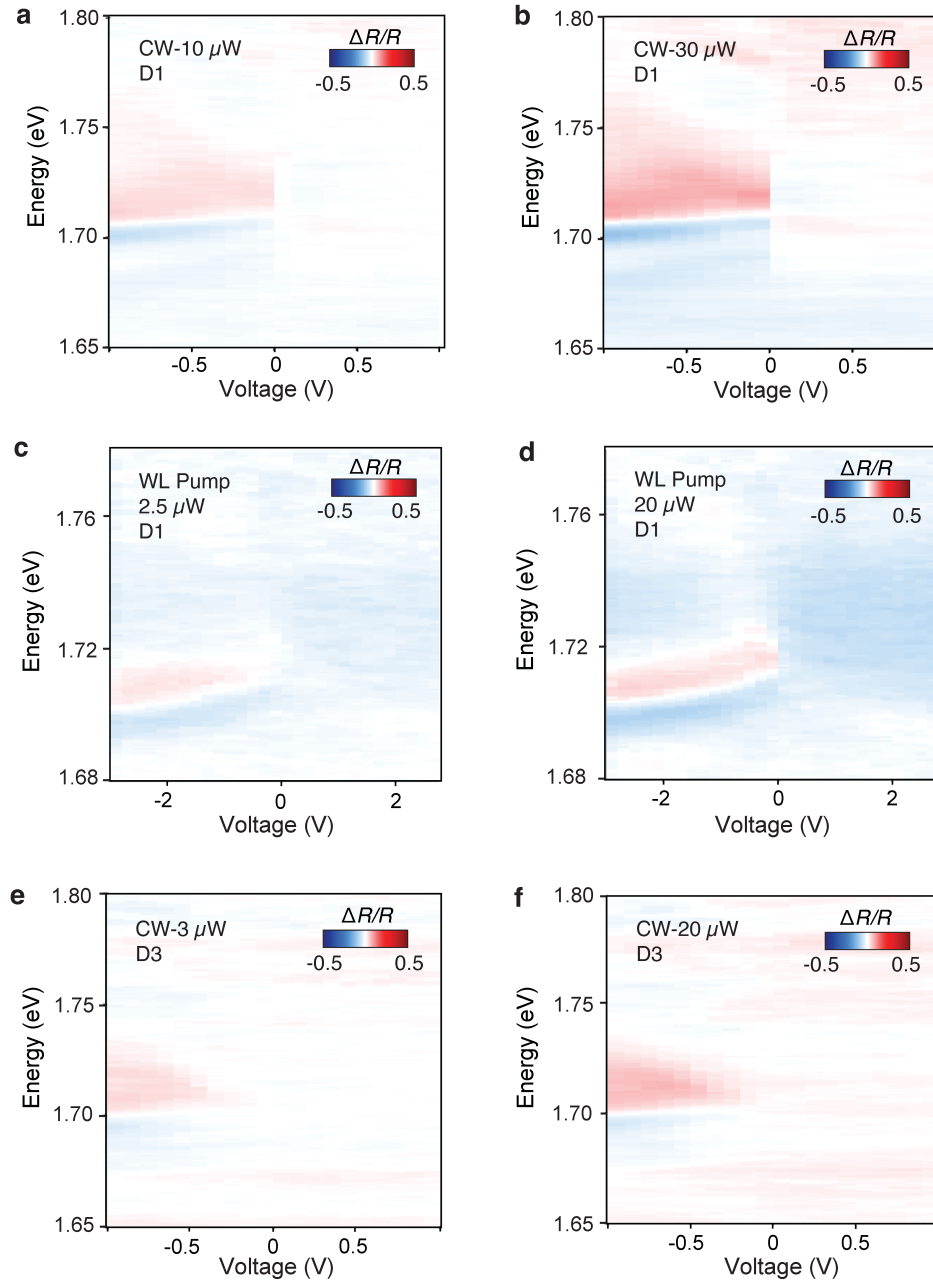 a
CW-10 µW
D1
ΔR/R
-0.5 0.5
1.80
1.75
1.70
1.65
Energy (eV)
-0.5 0 0.5
Voltage (V)
b
CW-30 µW
D1
ΔR/R
-0.5 0.5
1.80
1.75
1.70
1.65
Energy (eV)
-0.5 0 0.5
Voltage (V)
c
WL Pump
2.5 µW
D1
ΔR/R
-0.5 0.5
1.76
1.72
1.68
Energy (eV)
-2 0 2
Voltage (V)
d
WL Pump
20 µW
D1
ΔR/R
-0.5 0.5
1.76
1.72
1.68
Energy (eV)
-2 0 2
Voltage (V)
e
CW-3 µW
D3
ΔR/R
-0.5 0.5
1.80
1.75
1.70
1.65
Energy (eV)
-0.5 0 0.5
Voltage (V)
f
CW-20 µW
D3
ΔR/R
-0.5 0.5
1.80
1.75
1.70
1.65
Energy (eV)
-0.5 0 0.5
Voltage (V)